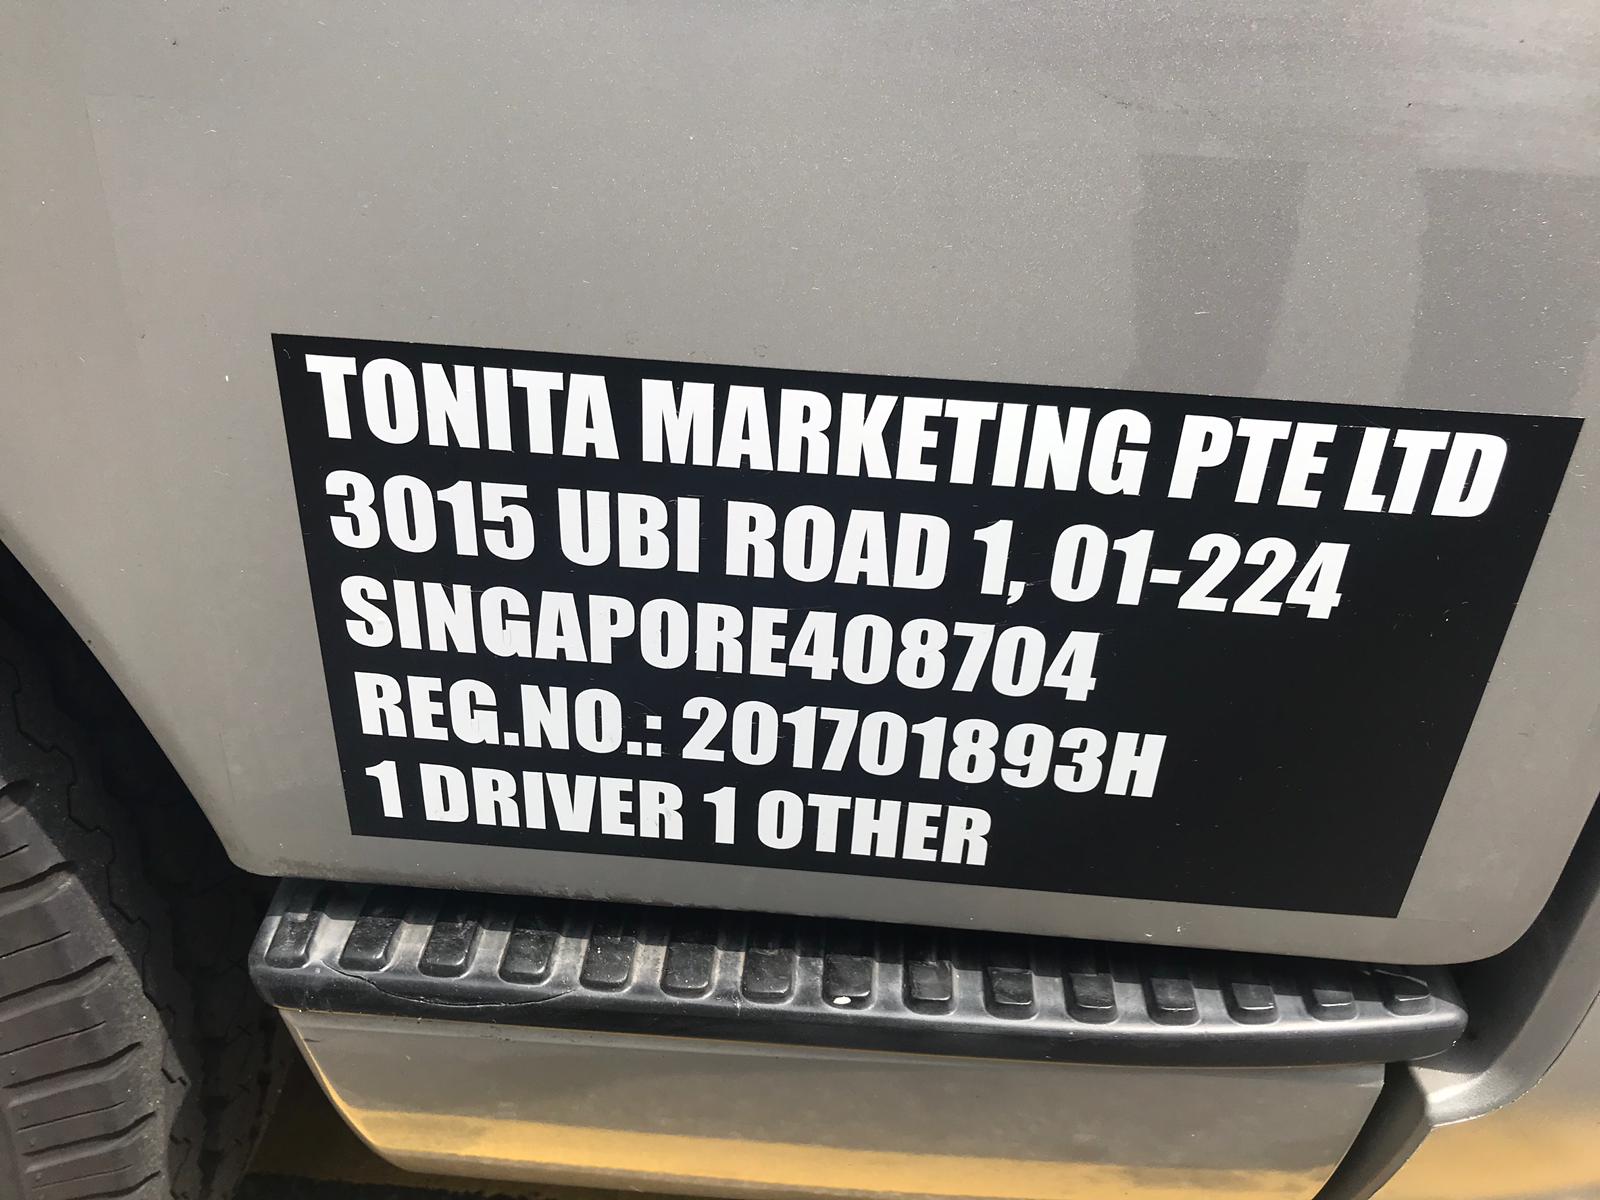 TONITA MARKETING PTE LTD
3015 UBI ROAD 1, 01-224
SINGAPORE408704
REG.NO.: 201701893H
1 DRIVER 1 OTHER